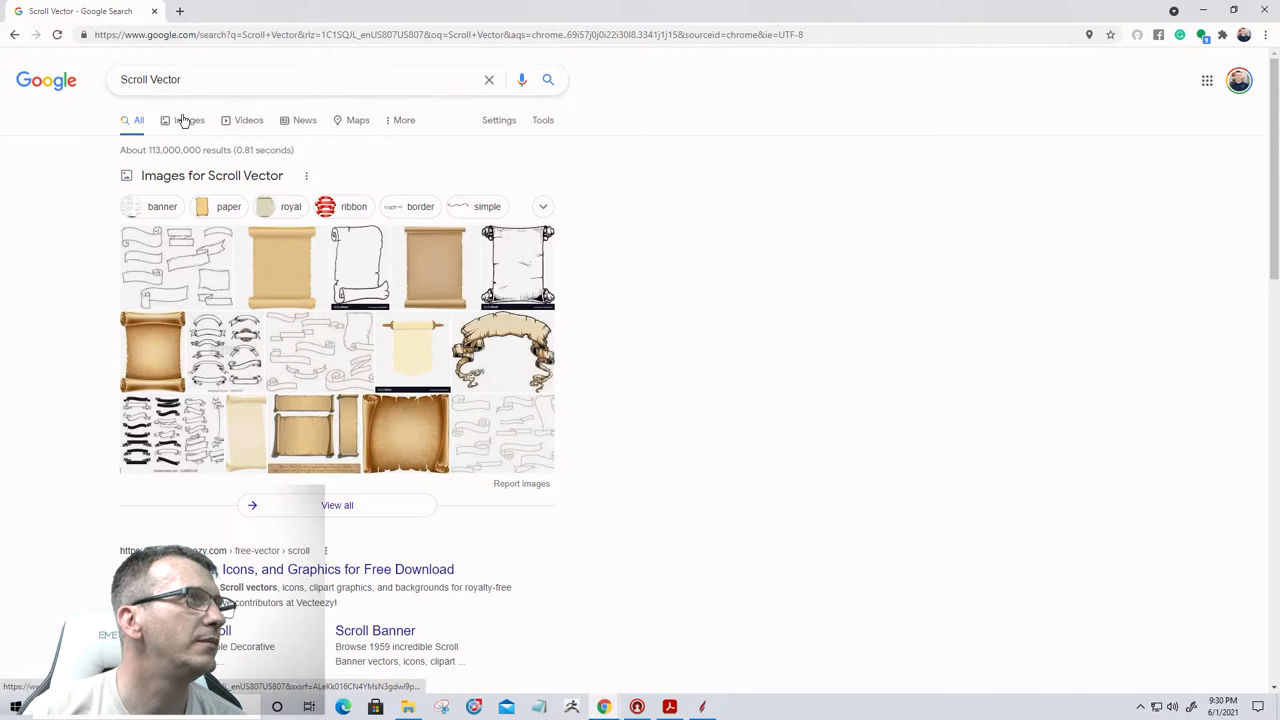 Scroll Vector - Google Search
https://www.google.com/search?q=Scroll+Vector&rlz=1C1SQJL_enUS807US807&oq=Scroll+Vector&aqs=chrome..69i57j0j0i22i30l8.3341j1j15&sourceid=chrome&ie=UTF-8
9
Google
Scroll Vector
All Images Videos News Maps More Settings Tools
About 113,000,000 results (0.81 seconds)
Images for Scroll Vector
banner paper royal ribbon border simple
Report images
View all
ezy.com › free-vector › scroll
Icons, and Graphics for Free Download
Scroll vectors, icons, clipart graphics, and backgrounds for royalty-free
contributors at Vecteezy!
Scroll Banner
Decorative Browse 1959 incredible Scroll
... Banner vectors, icons, clipart ...
9:30 PM
6/1/2021